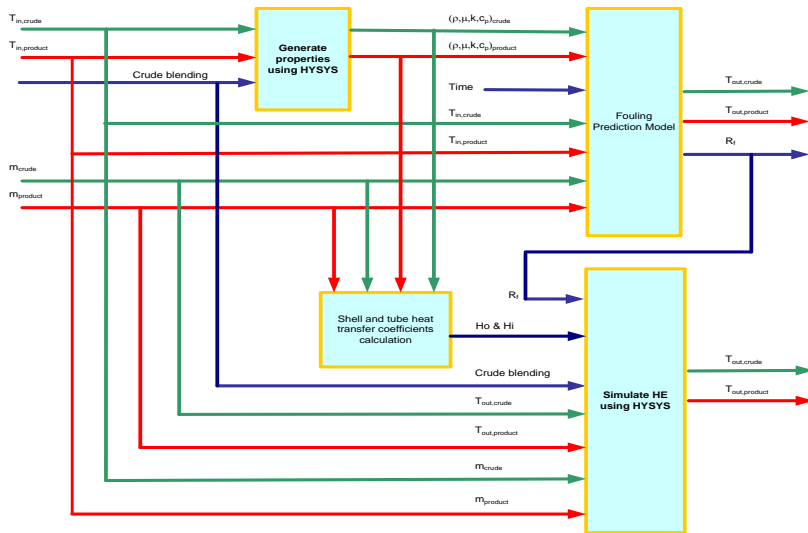 T in,crude
T in,product
Crude blending
Generate
properties
using HYSYS
(ρ,μ,k,c p) crude
(ρ,μ,k,c p) product
Time
T in,crude
T in,product
m crude
m product
Fouling
Prediction Model
T out,crude
T out,product
R f
Shell and tube heat
transfer coefficients
calculation
R f
Ho & Hi
Crude blending
T out,crude
T out,product
m crude
m product
Simulate HE
using HYSYS
T out,crude
T out,product